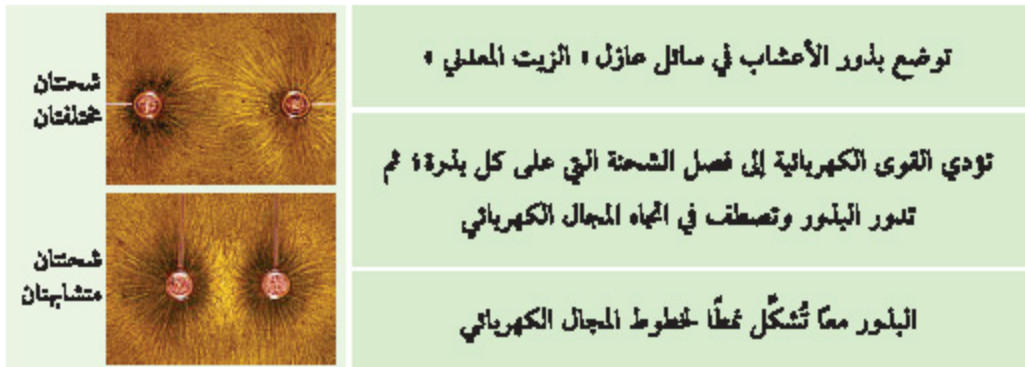 توضع بذور الأعشاب في سائل عازل « الزيت المعدني »
تؤدي القوى الكهربائية إلى فصل الشحنة التي على كل بذرة؛ ثم
تدور البذور وتصطف في اتجاه المجال الكهربائي
البذور معًا تُشكِّل نمطًا لخطوط المجال الكهربائي
شحنتان
مختلفتان
شحنتان
متشابهتان